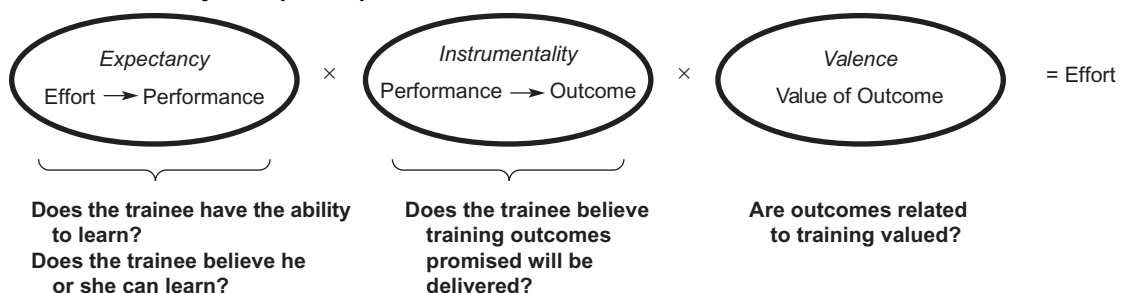 Expectancy
Effort → Performance
×
Instrumentality
Performance → Outcome
×
Valence
Value of Outcome
= Effort
Does the trainee have the ability
to learn?
Does the trainee believe he
or she can learn?
Does the trainee believe
training outcomes
promised will be
delivered?
Are outcomes related
to training valued?